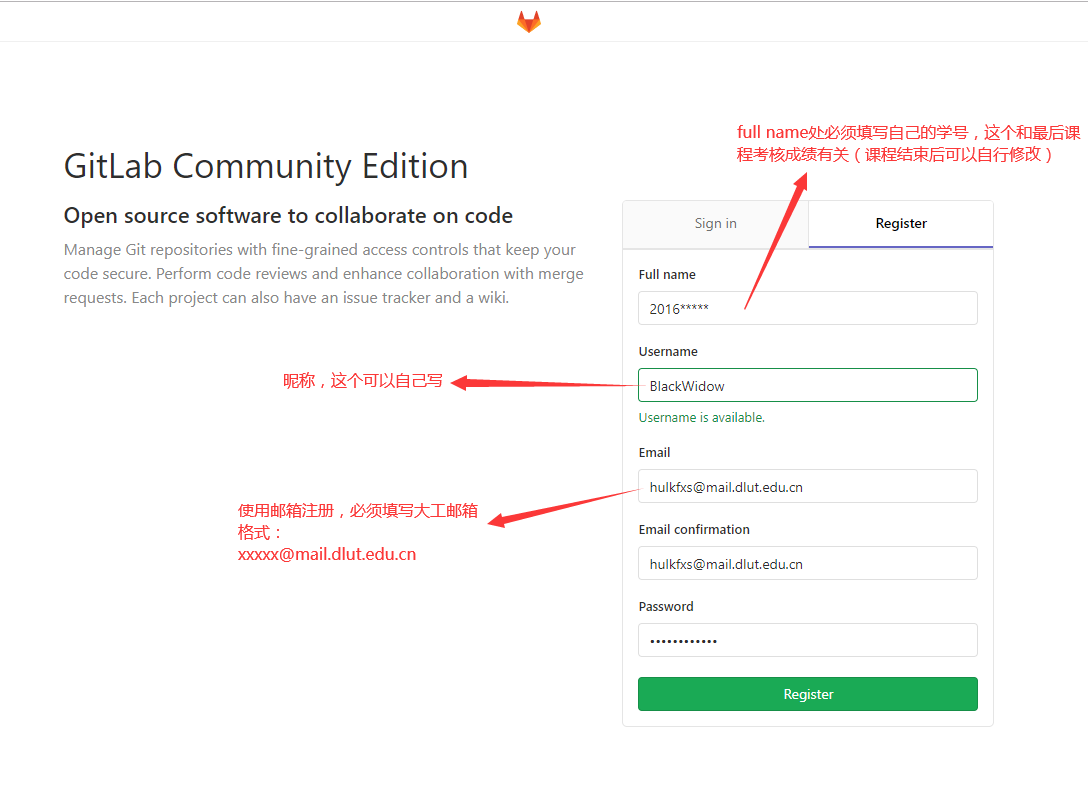 full name处必须填写自己的学号，这个和最后课
程考核成绩有关（课程结束后可以自行修改）
GitLab Community Edition
Open source software to collaborate on code
Manage Git repositories with fine-grained access controls that keep your
code secure. Perform code reviews and enhance collaboration with merge
requests. Each project can also have an issue tracker and a wiki.
Sign in
Register
Full name
2016*****
Username
昵称，这个可以自己写
BlackWidow
Username is available.
Email
hulkfxs@mail.dlut.edu.cn
使用邮箱注册，必须填写大工邮箱
格式：
xxxxx@mail.dlut.edu.cn
Email confirmation
hulkfxs@mail.dlut.edu.cn
Password
••••••••••••
Register